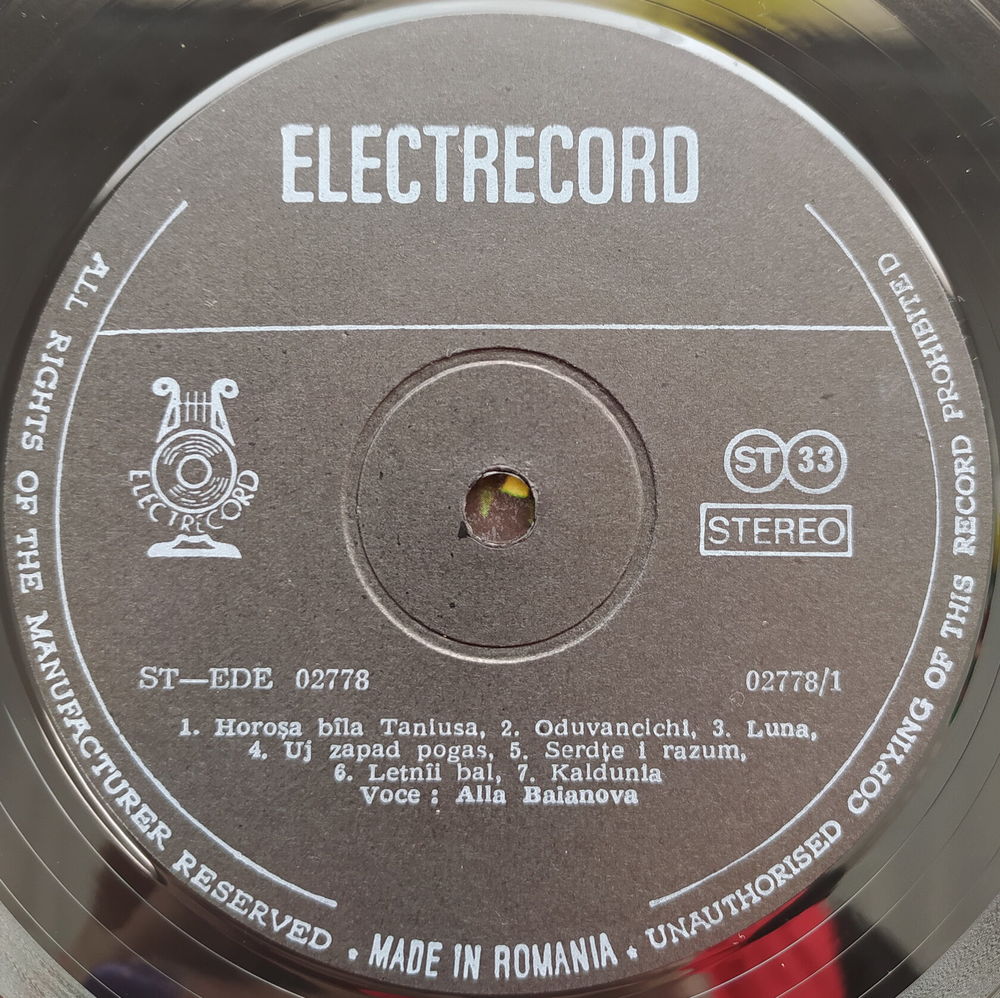 ELECTRECORD
ALL RIGHTS OF THE MANUFACTURER RESERVED
ELECTRECORD
ST 33
STEREO
ST—EDE 02778
02778/1
1. Horoşa bîla Taniusa, 2. Oduvancichi, 3. Luna,
4. Uj zapad pogas, 5. Serdţe i razum,
6. Letnîi bal, 7. Kaldunia
Voce : Alla Baianova
• MADE IN ROMANIA •
UNAUTHORISED COPYING OF THIS RECORD PROHIBITED